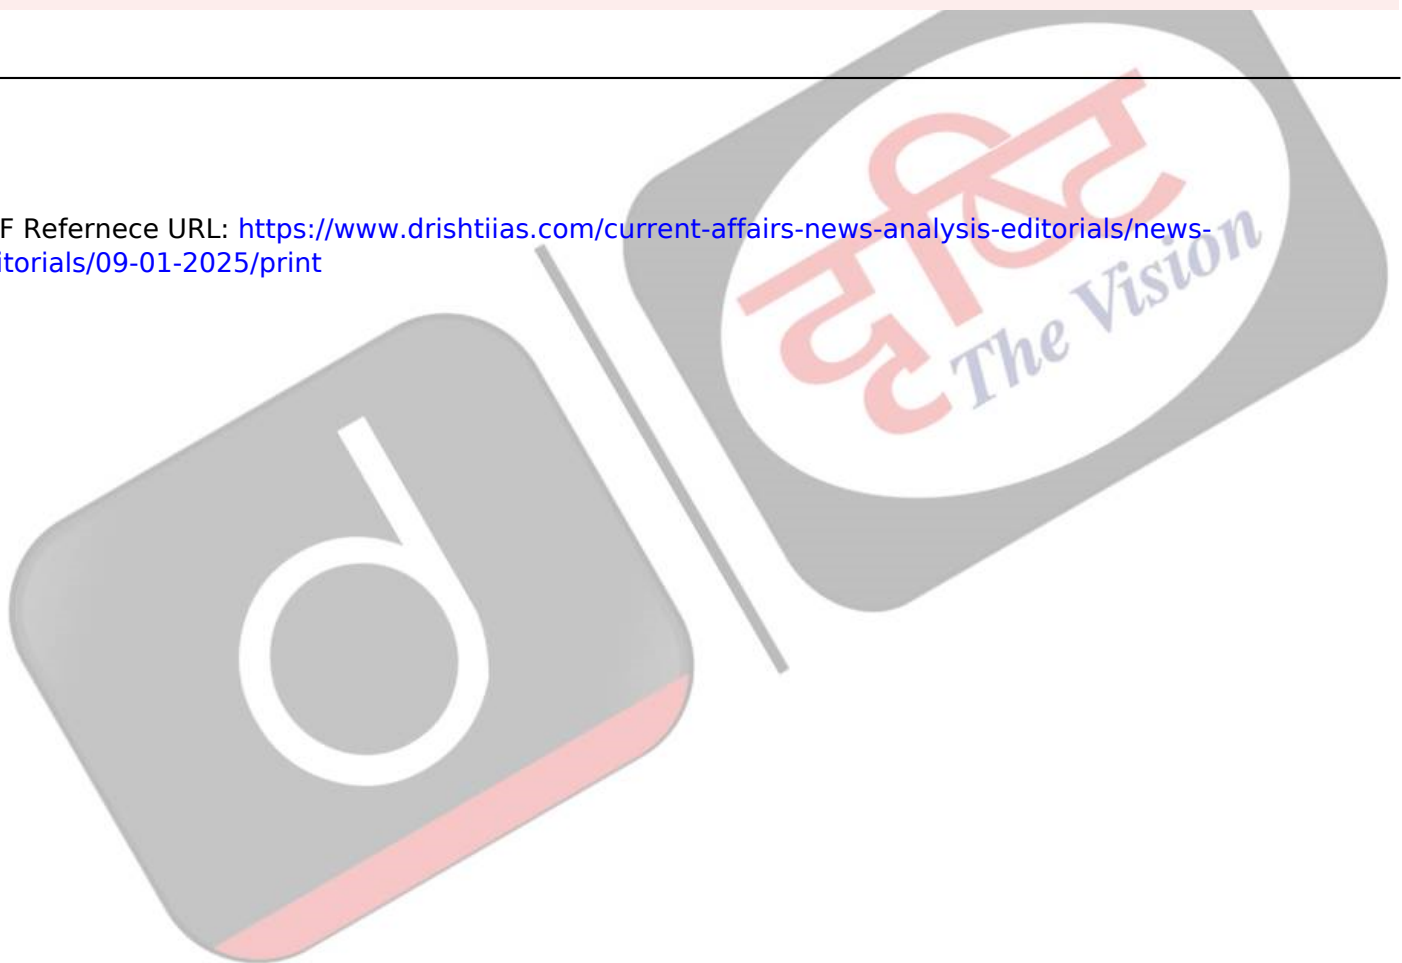 F Refernece URL: https://www.drishtiias.com/current-affairs-news-analysis-editorials/news-
itorials/09-01-2025/print
दृष्टि
The Vision
d